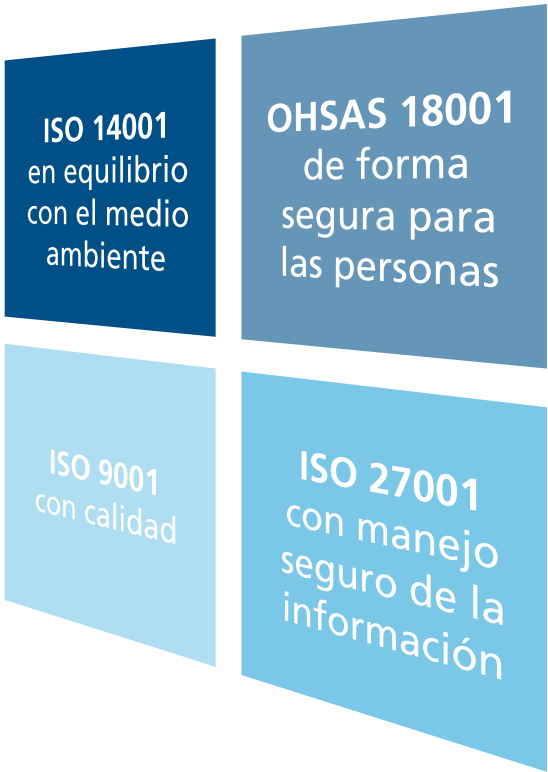 ISO 14001
en equilibrio
con el medio
ambiente
OHSAS 18001
de forma
segura para
las personas
ISO 9001
con calidad
ISO 27001
con manejo
seguro de la
información